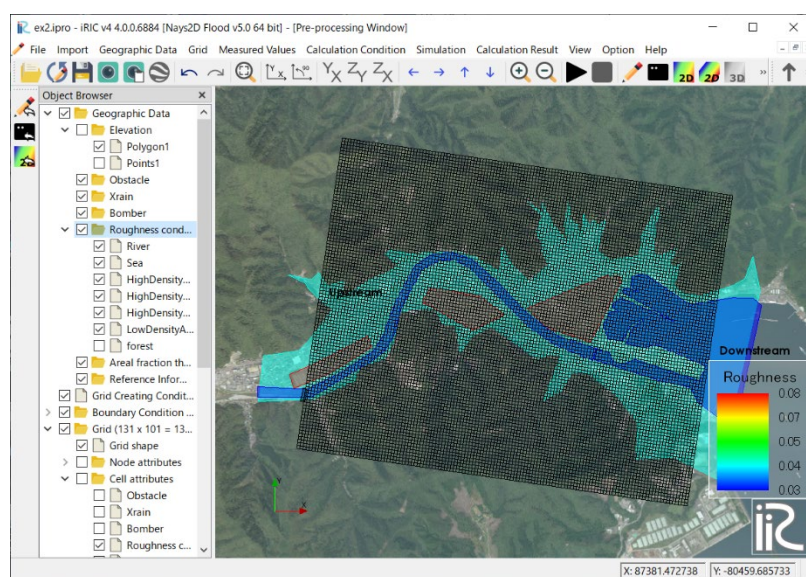 ex2.ipro - iRIC v4 4.0.0.6884 [Nays2D Flood v5.0 64 bit] - [Pre-processing Window]
File Import Geographic Data Grid Measured Values Calculation Condition Simulation Calculation Result View Option Help
2D 2D 3D »
Object Browser
Geographic Data
Elevation
Polygon1
Points1
Obstacle
Xrain
Bomber
Roughness cond...
River
Sea
HighDensity...
HighDensity...
HighDensity...
LowDensityA...
forest
Areal fraction th...
Reference Infor...
Grid Creating Condit...
Boundary Condition ...
Grid (131 x 101 = 13...
Grid shape
Node attributes
Cell attributes
Obstacle
Xrain
Bomber
Roughness c...
Upstream
Downstream
Roughness
0.08
0.07
0.05
0.04
0.03
Y
X
iRiC
X: 87381.472738 Y: -80459.685733